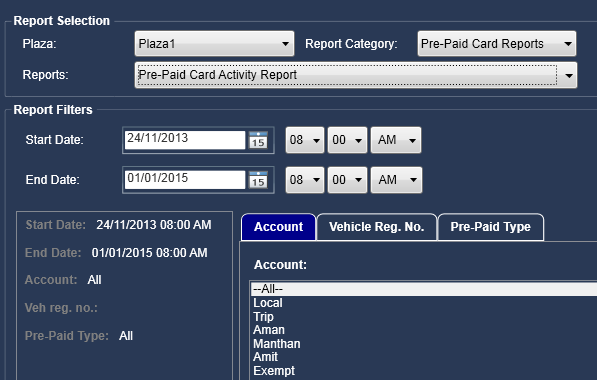 Report Selection
Plaza: Plaza1 Report Category: Pre-Paid Card Reports
Reports: Pre-Paid Card Activity Report
Report Filters
Start Date: 24/11/2013 15 08 00 AM
End Date: 01/01/2015 15 08 00 AM
Start Date: 24/11/2013 08:00 AM
End Date: 01/01/2015 08:00 AM
Account: All
Veh reg. no.:
Pre-Paid Type: All
Account Vehicle Reg. No. Pre-Paid Type
Account:
--All--
Local
Trip
Aman
Manthan
Amit
Exempt